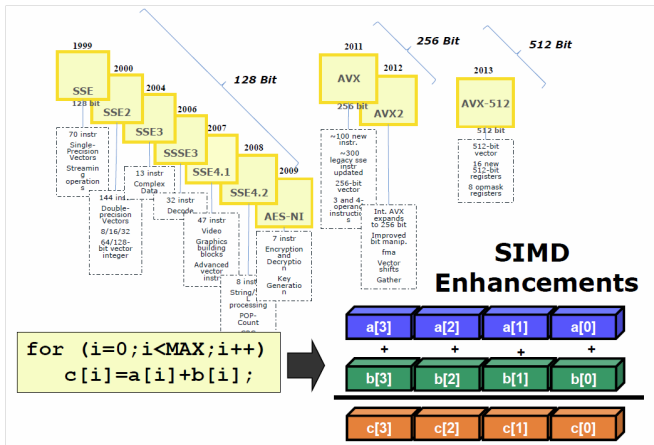 1999
SSE
128 bit
70 instr
Single-
Precision
Vectors
Streamin
g
operation
s
2000
SSE2
144 instr
Double-
precision
Vectors
8/16/32
64/128-
bit vector
integer
2004
SSE3
13 instr
Complex
Data
2006
SSSE3
32 instr
Decode
2007
SSE4.1
47 instr
Video
Graphics
building
blocks
Advanced
vector
instr
2008
SSE4.2
8 inst
String/
processing
POP-
Count
2009
AES-NI
7 instr
Encryption
and
Decryptio
n
Key
Generatio
n
128 Bit
2011
AVX
256 bit
~100 new
instr.
~300
legacy sse
instr
updated
256-bit
vector
3 and 4-
operand
instructio
s
2012
AVX2
Int. AVX
expands
to 256 bit
Improved
bit manip.
fma
Vector
shifts
Gather
256 Bit
2013
AVX-512
512 bit
512-bit
vector
16 new
512-bit
registers
8 opmask
registers
512 Bit
SIMD
Enhancements
for (i=0;i<MAX;i++)
c[i]=a[i]+b[i];
a[3] a[2] a[1] a[0]
+ + + +
b[3] b[2] b[1] b[0]
c[3] c[2] c[1] c[0]